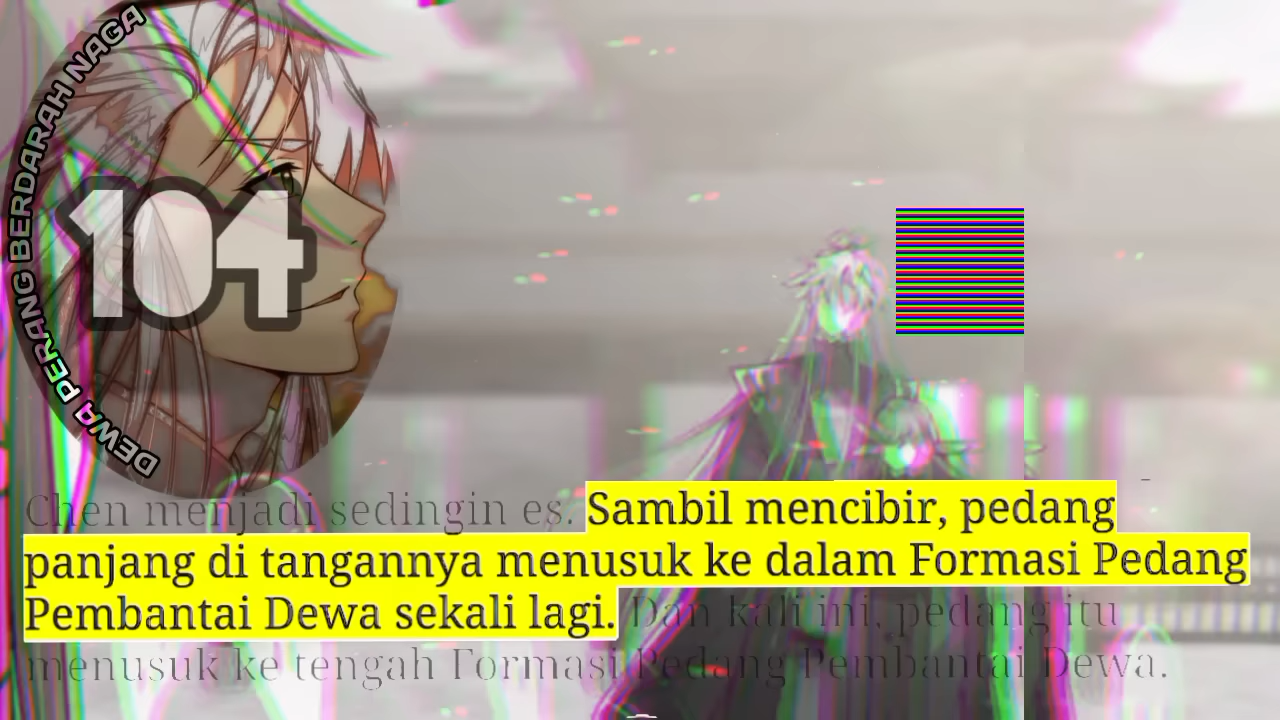 DEWA PERANG BERDARAH NAGA
104
Chen menjadi sedingin es. Sambil mencibir, pedang
panjang di tangannya menusuk ke dalam Formasi Pedang
Pembantai Dewa sekali lagi. Dan kali ini, pedang itu
menusuk ke tengah Formasi Pedang Pembantai Dewa.